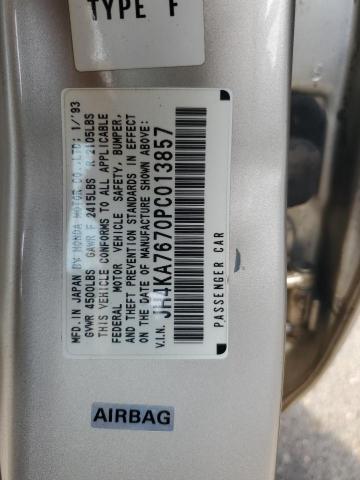 TYPE F
MFD. IN JAPAN BY HONDA MOTOR CO.,LTD; 1/'93
GVWR 4500LBS GAWR F 2415LBS R 2105LBS
THIS VEHICLE CONFORMS TO ALL APPLICABLE
FEDERAL MOTOR VEHICLE SAFETY, BUMPER,
AND THEFT PREVENTION STANDARDS IN EFFECT
ON THE DATE OF MANUFACTURE SHOWN ABOVE.
V.I.N. JH4KA7670PC013857
PASSENGER CAR
AIRBAG